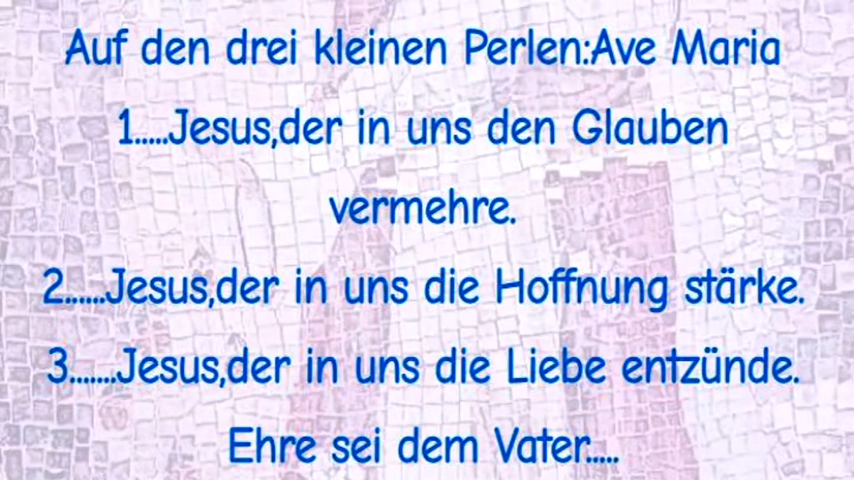 Auf den drei kleinen Perlen:Ave Maria
1.....Jesus,der in uns den Glauben
vermehre.
2......Jesus,der in uns die Hoffnung stärke.
3.......Jesus,der in uns die Liebe entzünde.
Ehre sei dem Vater.....